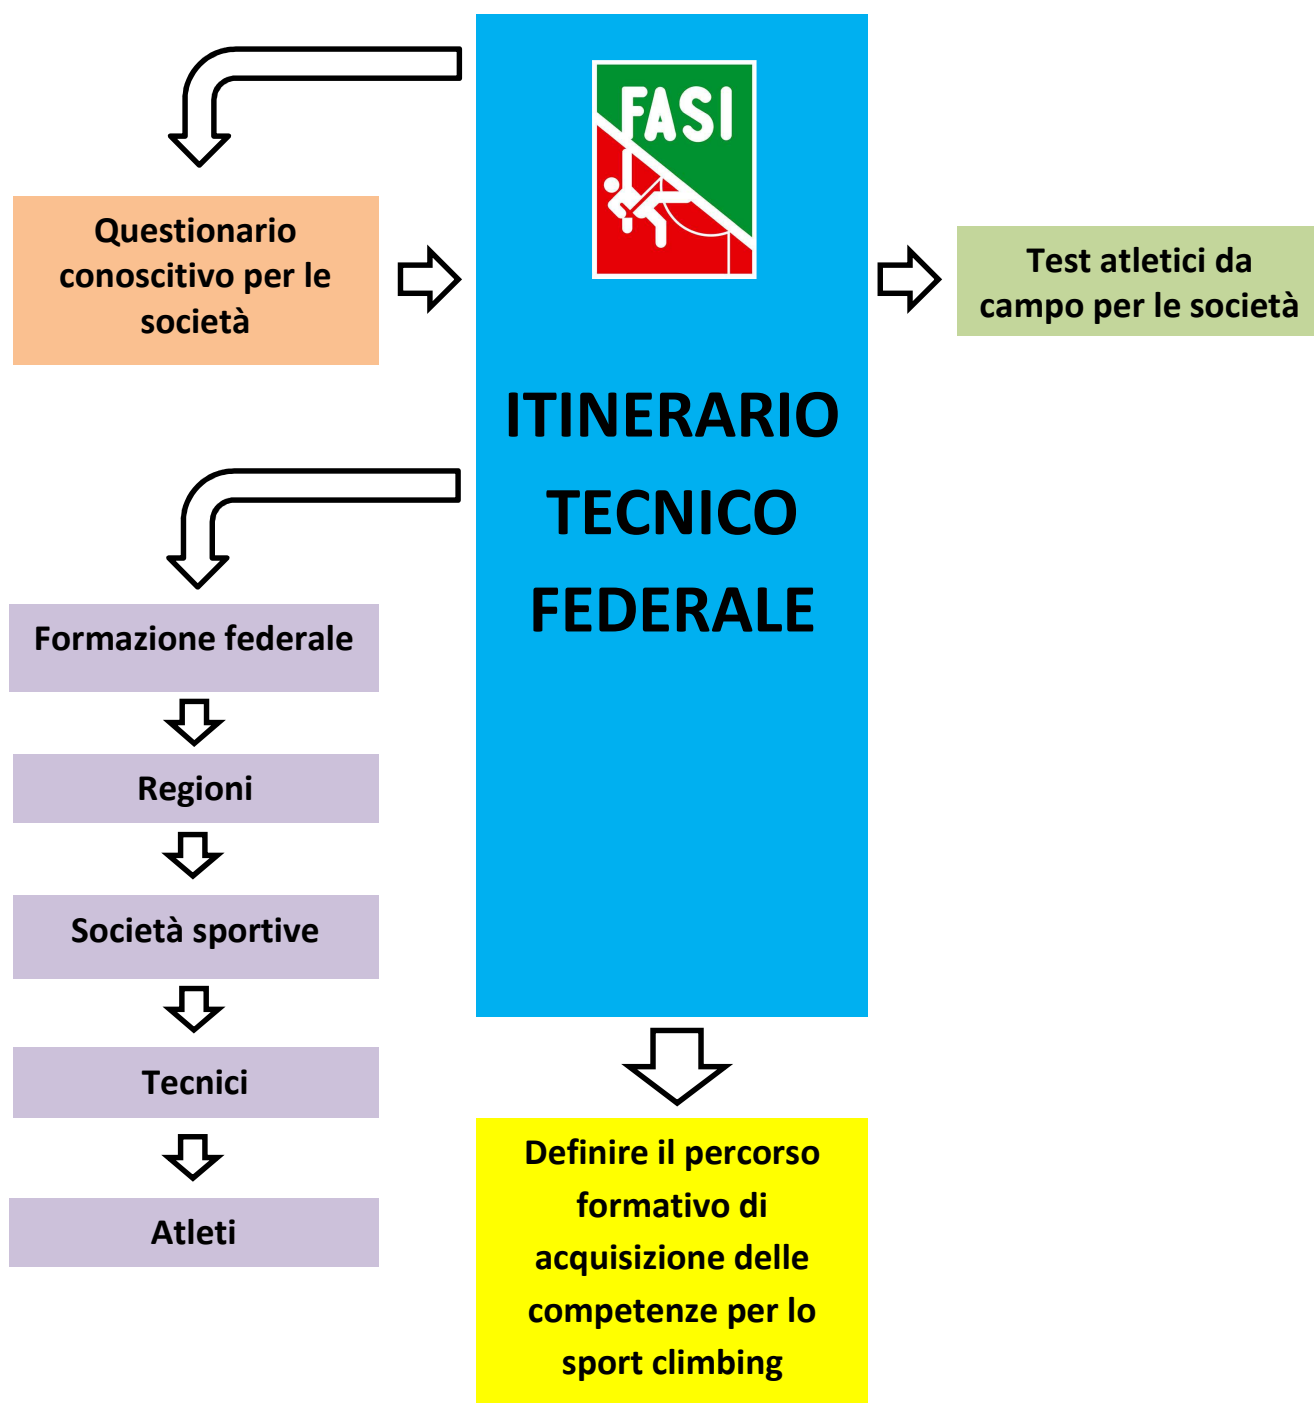 FASI
Questionario
conoscitivo per le
società
Test atletici da
campo per le società
ITINERARIO
TECNICO
FEDERALE
Formazione federale
Regioni
Società sportive
Tecnici
Atleti
Definire il percorso
formativo di
acquisizione delle
competenze per lo
sport climbing